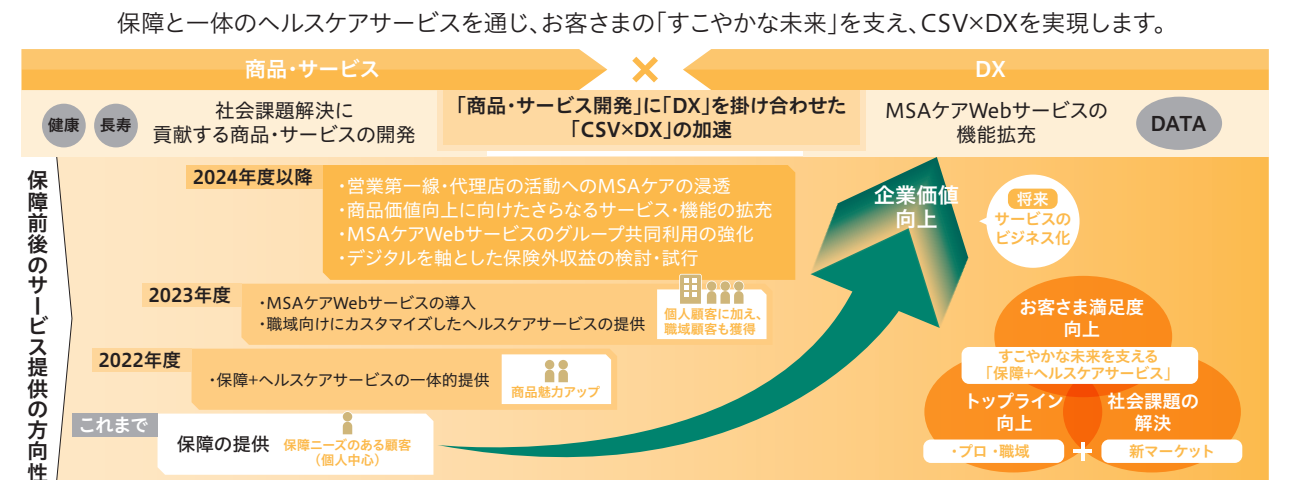 保障と一体のヘルスケアサービスを通じ、お客さまの「すこやかな未来」を支え、CSV×DXを実現します。
商品・サービス
×
DX
健康
長寿
社会課題解決に
貢献する商品・サービスの開発
「商品・サービス開発」に「DX」を掛け合わせた
「CSV×DX」の加速
MSAケアWebサービスの
機能拡充
DATA
保障前後のサービス提供の方向性
2024年度以降
・営業第一線・代理店の活動へのMSAケアの浸透
・商品価値向上に向けたさらなるサービス・機能の拡充
・MSAケアWebサービスのグループ共同利用の強化
・デジタルを軸とした保険外収益の検討・試行
企業価値
向上
将来
サービスの
ビジネス化
2023年度
・MSAケアWebサービスの導入
・職域向けにカスタマイズしたヘルスケアサービスの提供
個人顧客に加え、
職域顧客も獲得
2022年度
・保障+ヘルスケアサービスの一体的提供
商品魅力アップ
これまで
保障の提供
保障ニーズのある顧客
(個人中心)
お客さま満足度
向上
すこやかな未来を支える
「保障+ヘルスケアサービス」
トップライン
向上
・プロ ・職域
+
社会課題の
解決
新マーケット